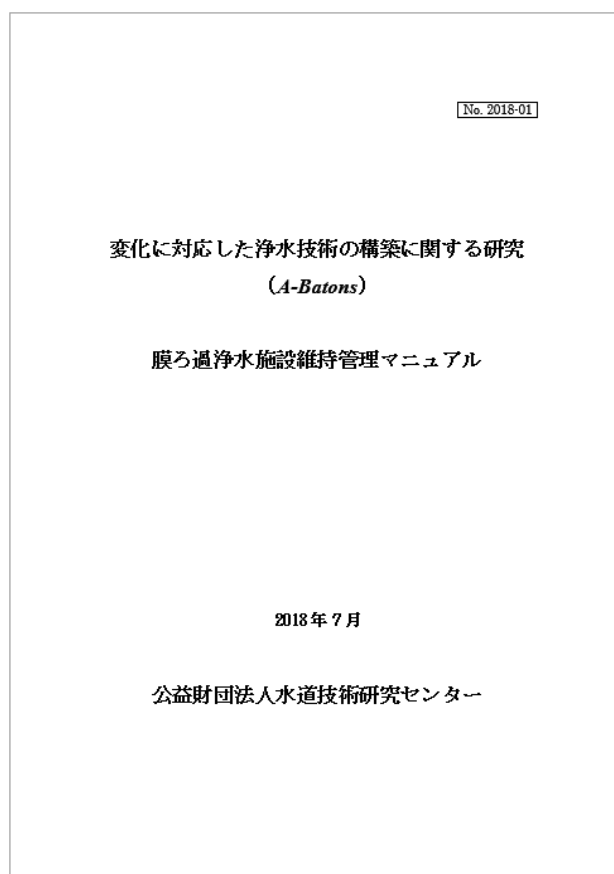 No. 2018-01
変化に対応した浄水技術の構築に関する研究
（A-Batons）
膜ろ過浄水施設維持管理マニュアル
2018年7月
公益財団法人水道技術研究センター